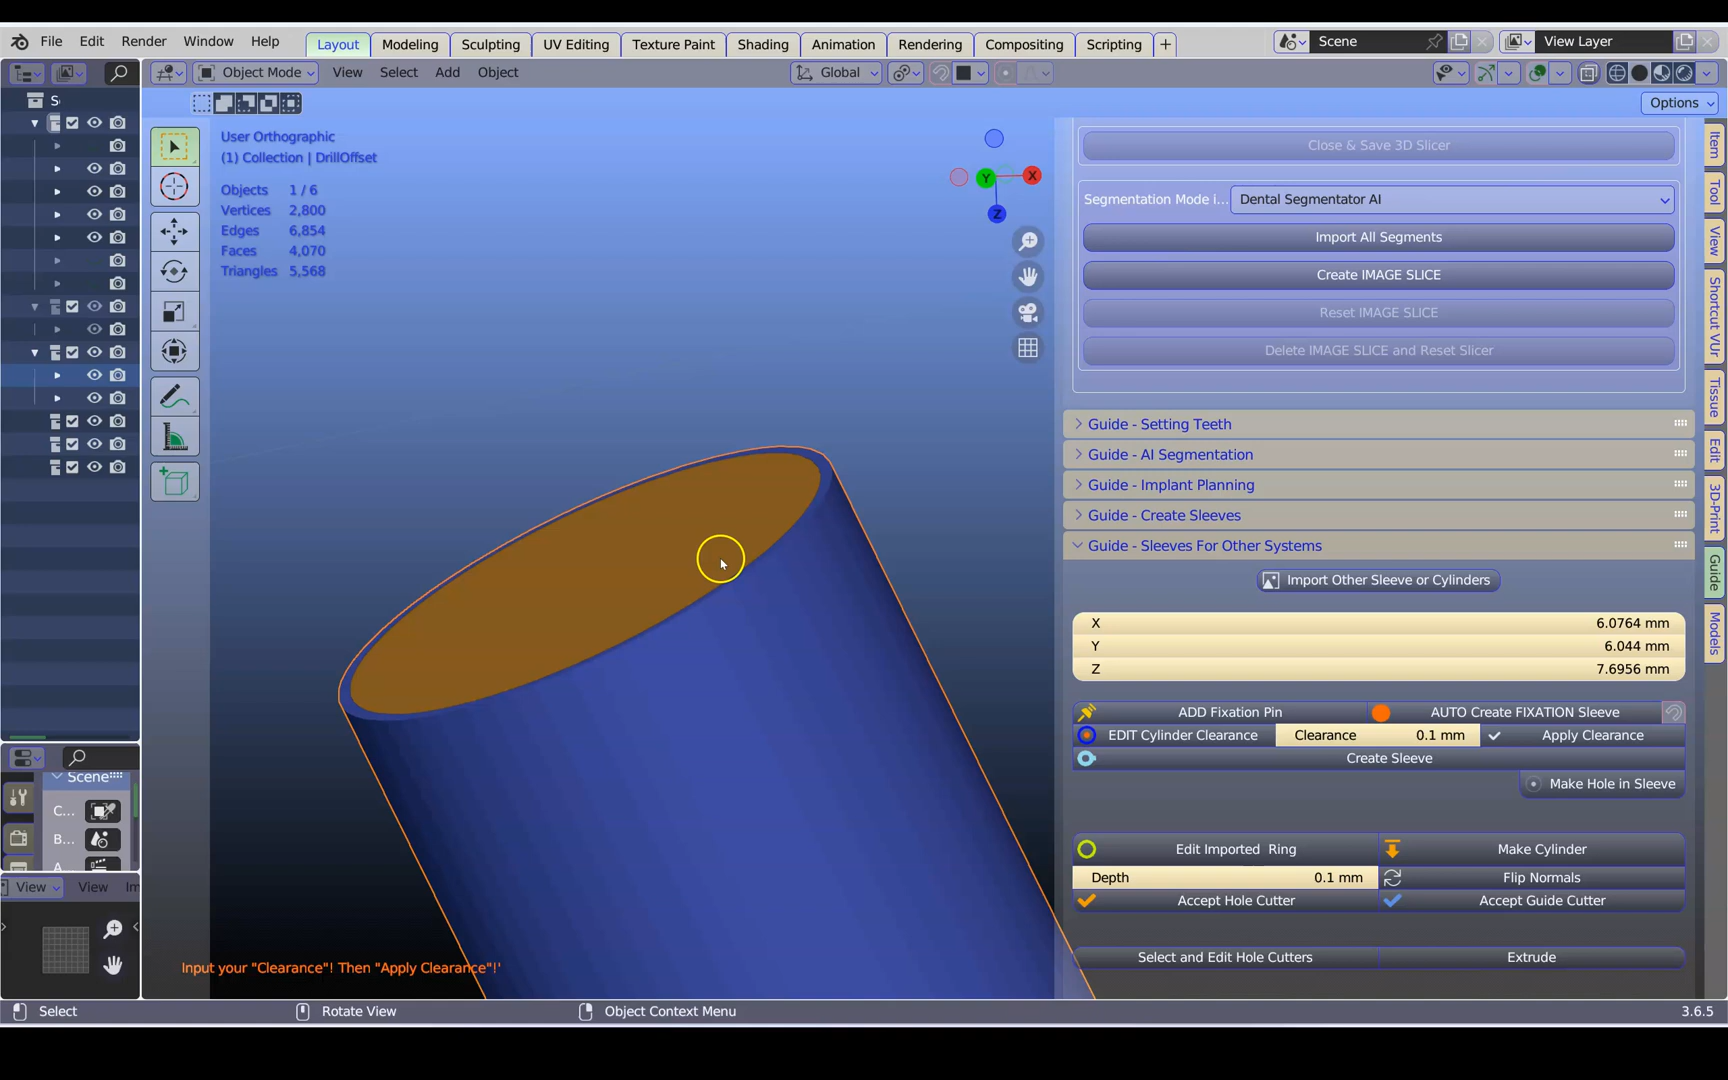 File Edit Render Window Help Layout Modeling Sculpting UV Editing Texture Paint Shading Animation Rendering Compositing Scripting + Scene View Layer
Object Mode View Select Add Object Global
Options
User Orthographic
(1) Collection | DrillOffset
Objects 1 / 6
Vertices 2,800
Edges 6,854
Faces 4,070
Triangles 5,568
X
Y
Z
Close & Save 3D Slicer
Segmentation Mode i... Dental Segmentator AI
Import All Segments
Create IMAGE SLICE
Reset IMAGE SLICE
Delete IMAGE SLICE and Reset Slicer
Guide - Setting Teeth
Guide - AI Segmentation
Guide - Implant Planning
Guide - Create Sleeves
Guide - Sleeves For Other Systems
Import Other Sleeve or Cylinders
X 6.0764 mm
Y 6.044 mm
Z 7.6956 mm
ADD Fixation Pin AUTO Create FIXATION Sleeve
EDIT Cylinder Clearance Clearance 0.1 mm Apply Clearance
Create Sleeve
Make Hole in Sleeve
Edit Imported Ring Make Cylinder
Depth 0.1 mm Flip Normals
Accept Hole Cutter Accept Guide Cutter
Select and Edit Hole Cutters Extrude
Item
Tool
View
Shortcut VUr
Tissue
Edit
3D-Print
Guide
Models
Scene
C...
B...
A...
View View Im
Input your "Clearance"! Then "Apply Clearance"!'
Select Rotate View Object Context Menu 3.6.5